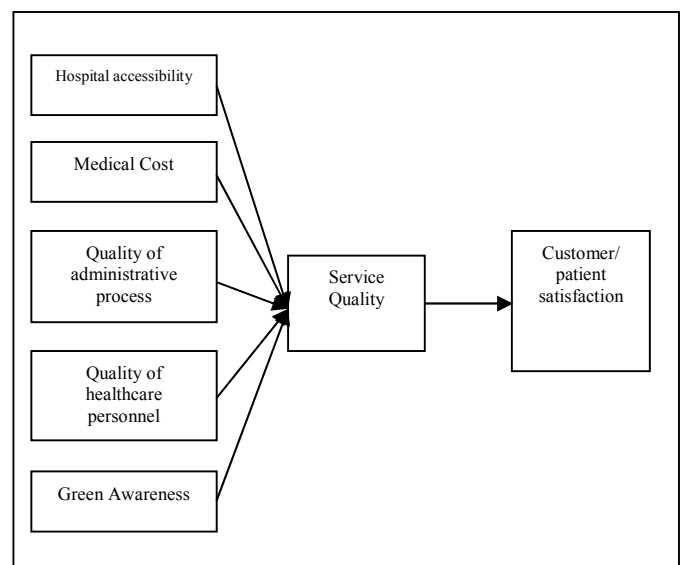 Hospital accessibility
Medical Cost
Quality of
administrative
process
Quality of
healthcare
personnel
Green Awareness
Service
Quality
Customer/
patient
satisfaction